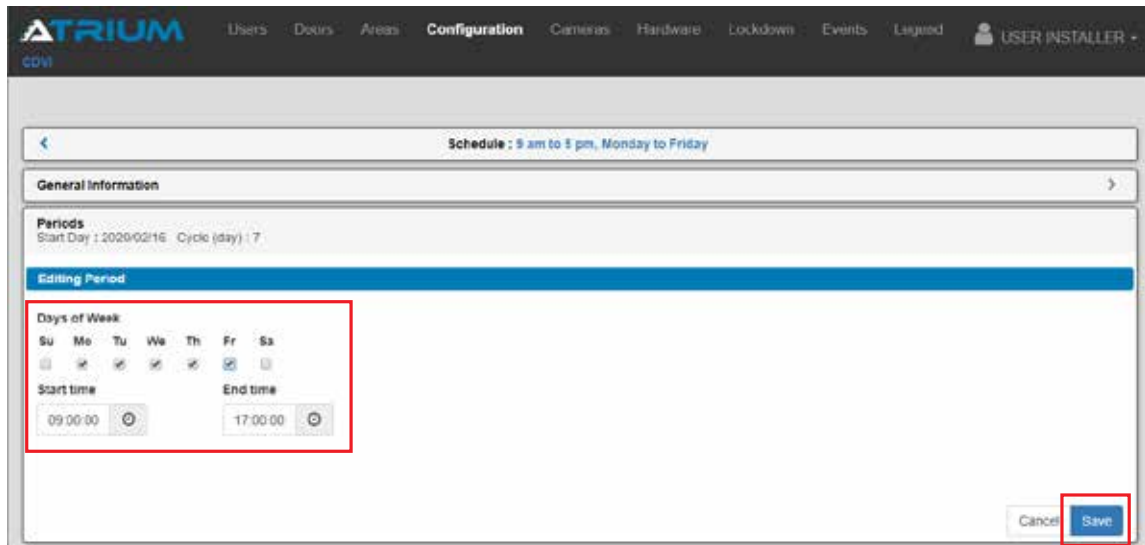 ATRIUM
CDVI
Users Doors Areas Configuration Cameras Hardware Lockdown Events Legend USER INSTALLER
Schedule : 9 am to 5 pm, Monday to Friday
General Information
Periods
Start Day : 2020/02/16 Cycle (day) : 7
Editing Period
Days of Week
Su Mo Tu We Th Fr Sa
Start time End time
09:00:00 17:00:00
Cancel Save